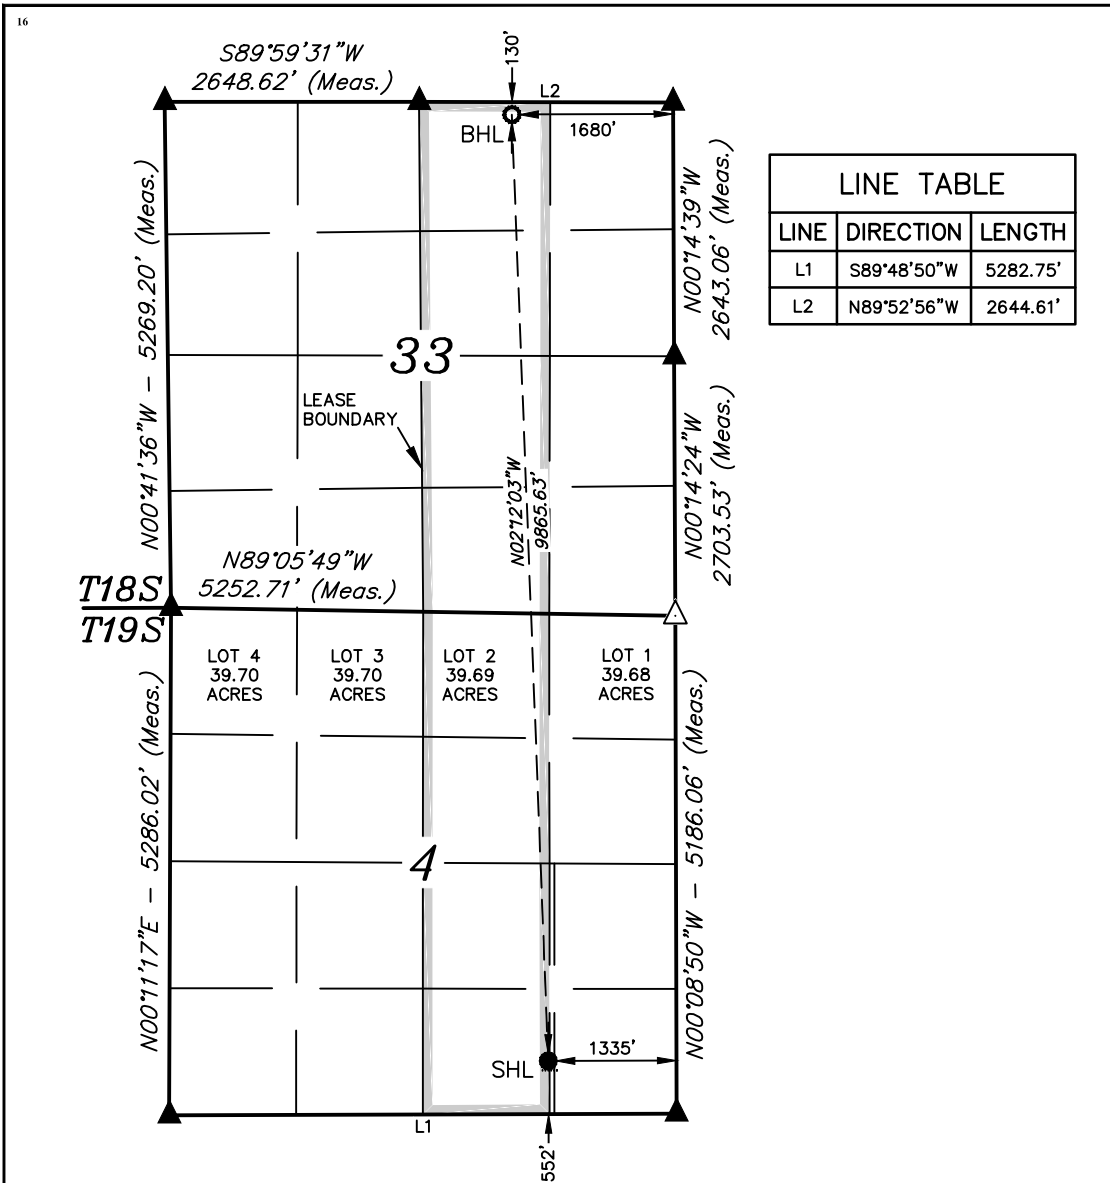 16
S89°59'31"W
2648.62' (Meas.)
130'
L2
BHL
1680'
N00°41'36"W - 5269.20' (Meas.)
N00°14'39"W
2643.06' (Meas.)
LINE TABLE
LINE DIRECTION LENGTH
L1 S89°48'50"W 5282.75'
L2 N89°52'56"W 2644.61'
33
LEASE
BOUNDARY
N02°12'03"W
9865.63'
N00°14'24"W
2703.53' (Meas.)
N89°05'49"W
5252.71' (Meas.)
T18S
T19S
LOT 4
39.70
ACRES
LOT 3
39.70
ACRES
LOT 2
39.69
ACRES
LOT 1
39.68
ACRES
N00°11'17"E - 5286.02' (Meas.)
N00°08'50"W - 5186.06' (Meas.)
4
SHL
1335'
L1
552'